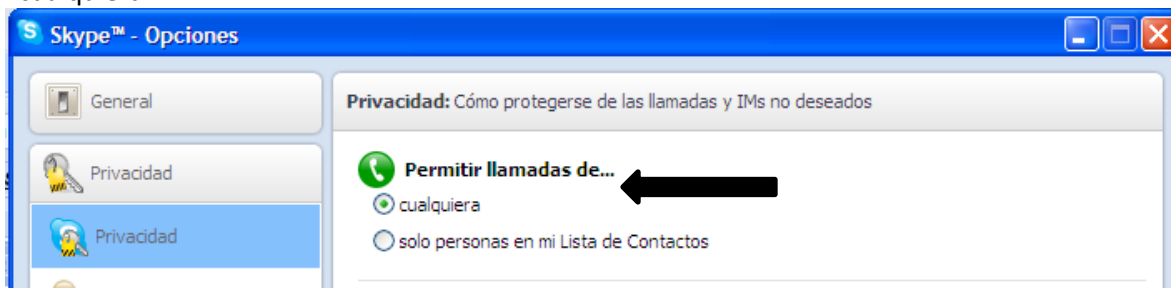 Skype™ - Opciones
General
Privacidad: Cómo protegerse de las llamadas y IMs no deseados
Privacidad
Permitir llamadas de...
cualquiera
Privacidad
solo personas en mi Lista de Contactos